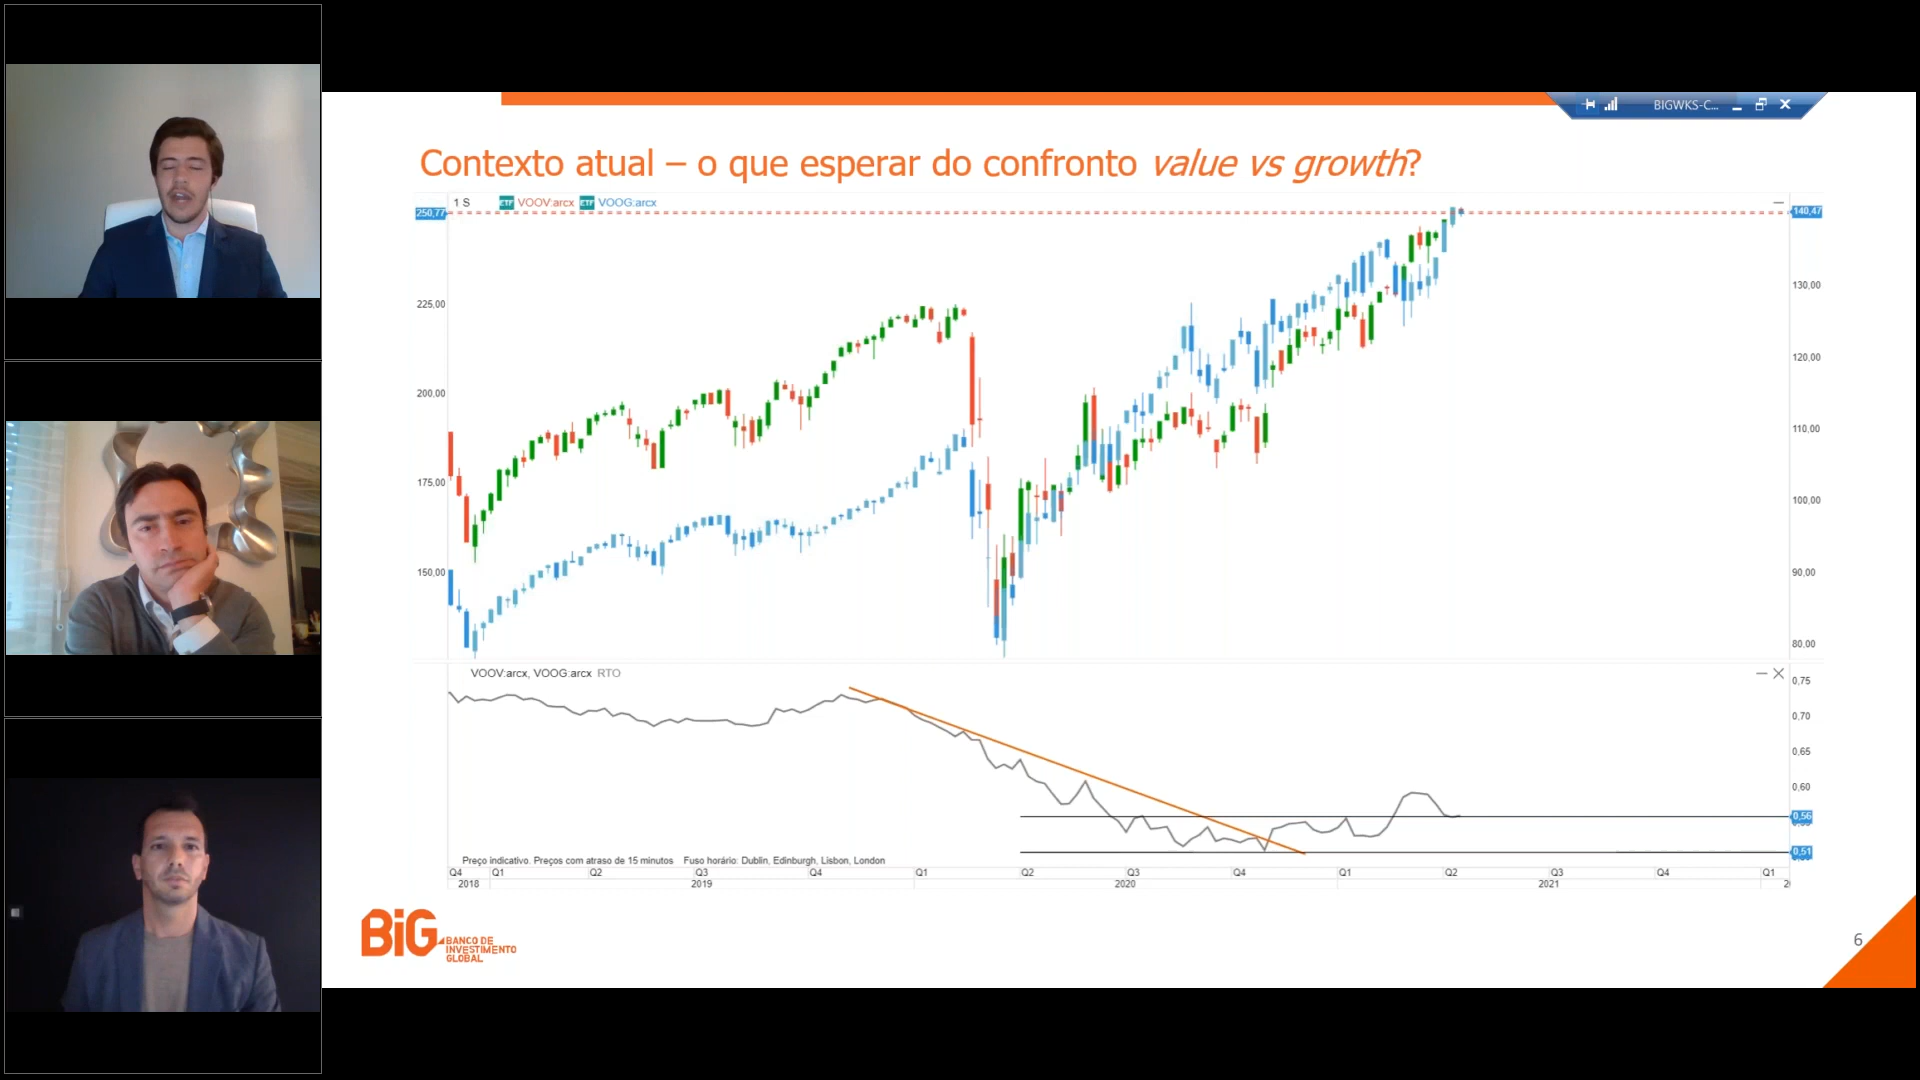 BIGWKS-C...
Contexto atual – o que esperar do confronto value vs growth?
1 S ETF VOOV:arcx ETF VOOG:arcx
250,77
140,47
225,00
200,00
175,00
150,00
130,00
120,00
110,00
100,00
90,00
80,00
VOOV:arcx, VOOG:arcx RTO
0,75
0,70
0,65
0,60
0,56
0,51
Preço indicativo. Preços com atraso de 15 minutos Fuso horário: Dublin, Edinburgh, Lisbon, London
Q4 Q1 Q2 Q3 Q4 Q1 Q2 Q3 Q4 Q1 Q2 Q3 Q4 Q1
2018 2019 2020 2021
BiG BANCO DE
INVESTIMENTO
GLOBAL
6